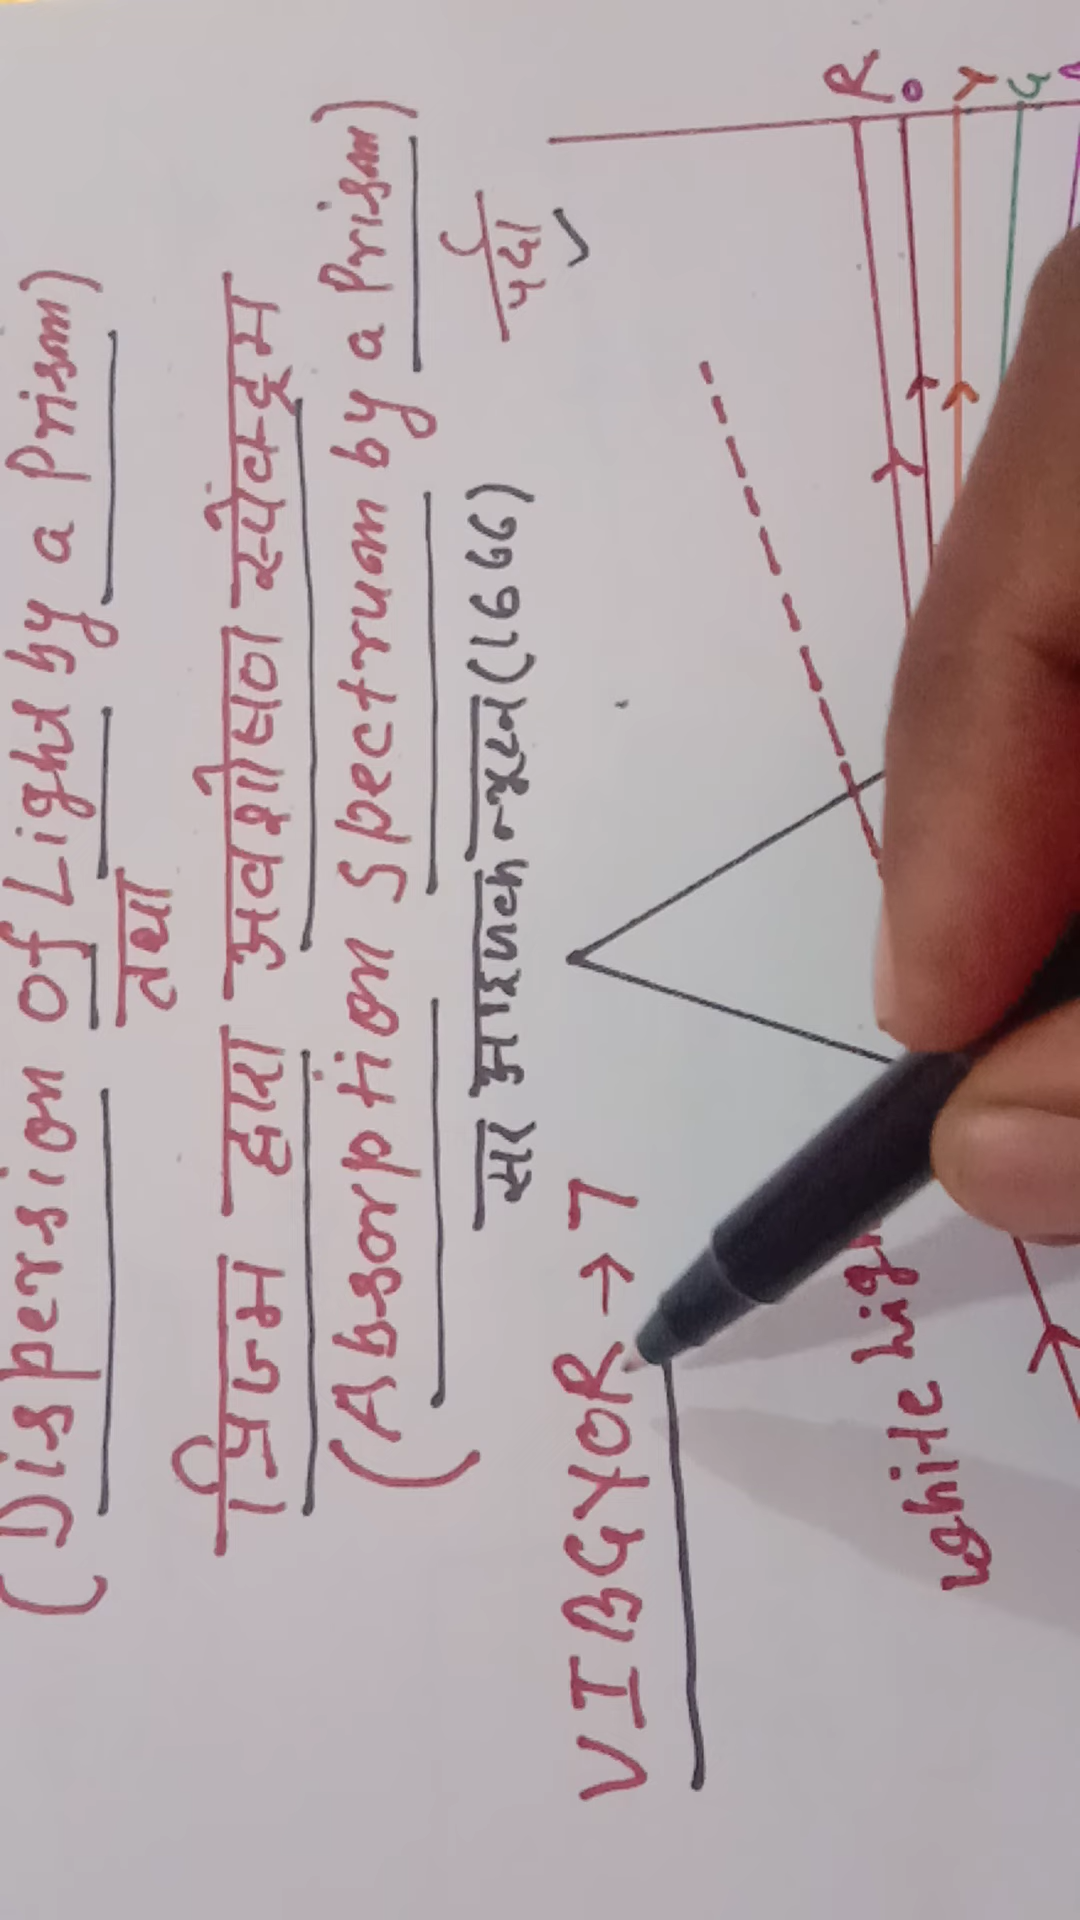 (Dispersion of Light by a Prism)
तथा
प्रिज्म द्वारा अवशोषण स्पेक्ट्रम
(Absorption Spectrum by a Prism)
सर आइजक न्यूटन (1666)
पर्दा
VIBGYOR → 7
White Lig
R
O
Y
G